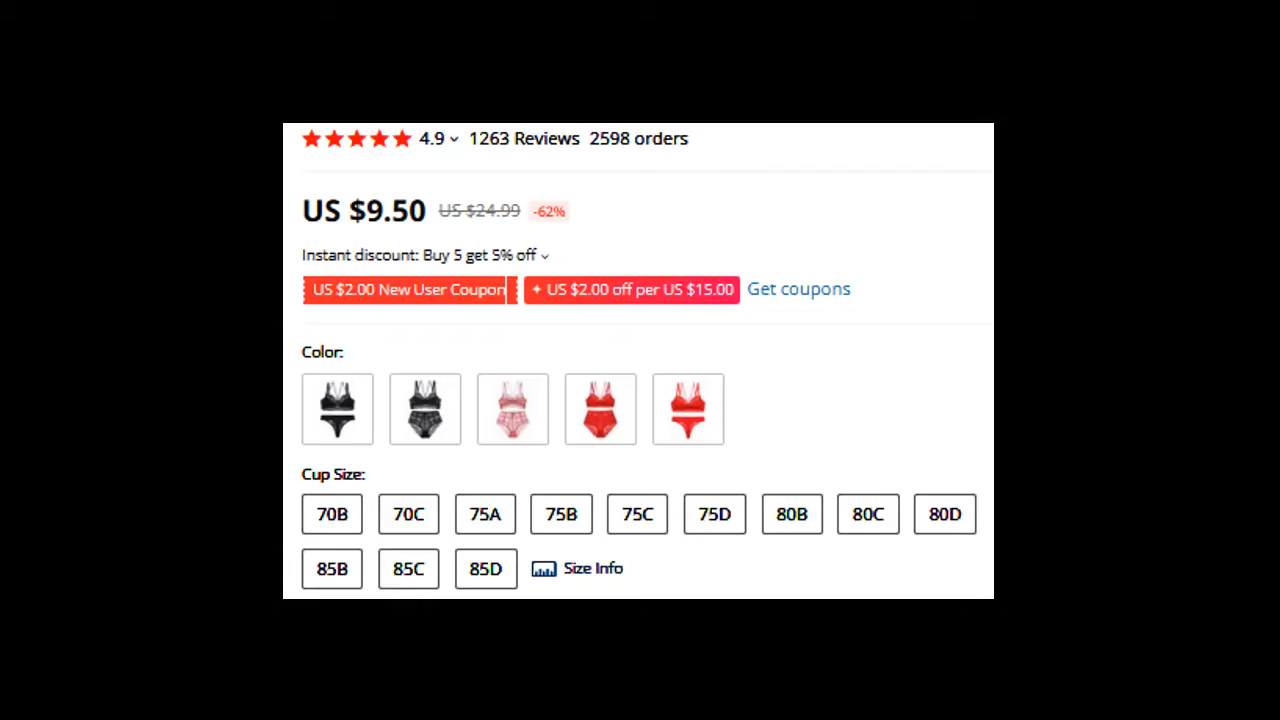 4.9 1263 Reviews 2598 orders
US $9.50 US $24.99 -62%
Instant discount: Buy 5 get 5% off
US $2.00 New User Coupon US $2.00 off per US $15.00 Get coupons
Color:
Cup Size:
70B 70C 75A 75B 75C 75D 80B 80C 80D
85B 85C 85D Size Info